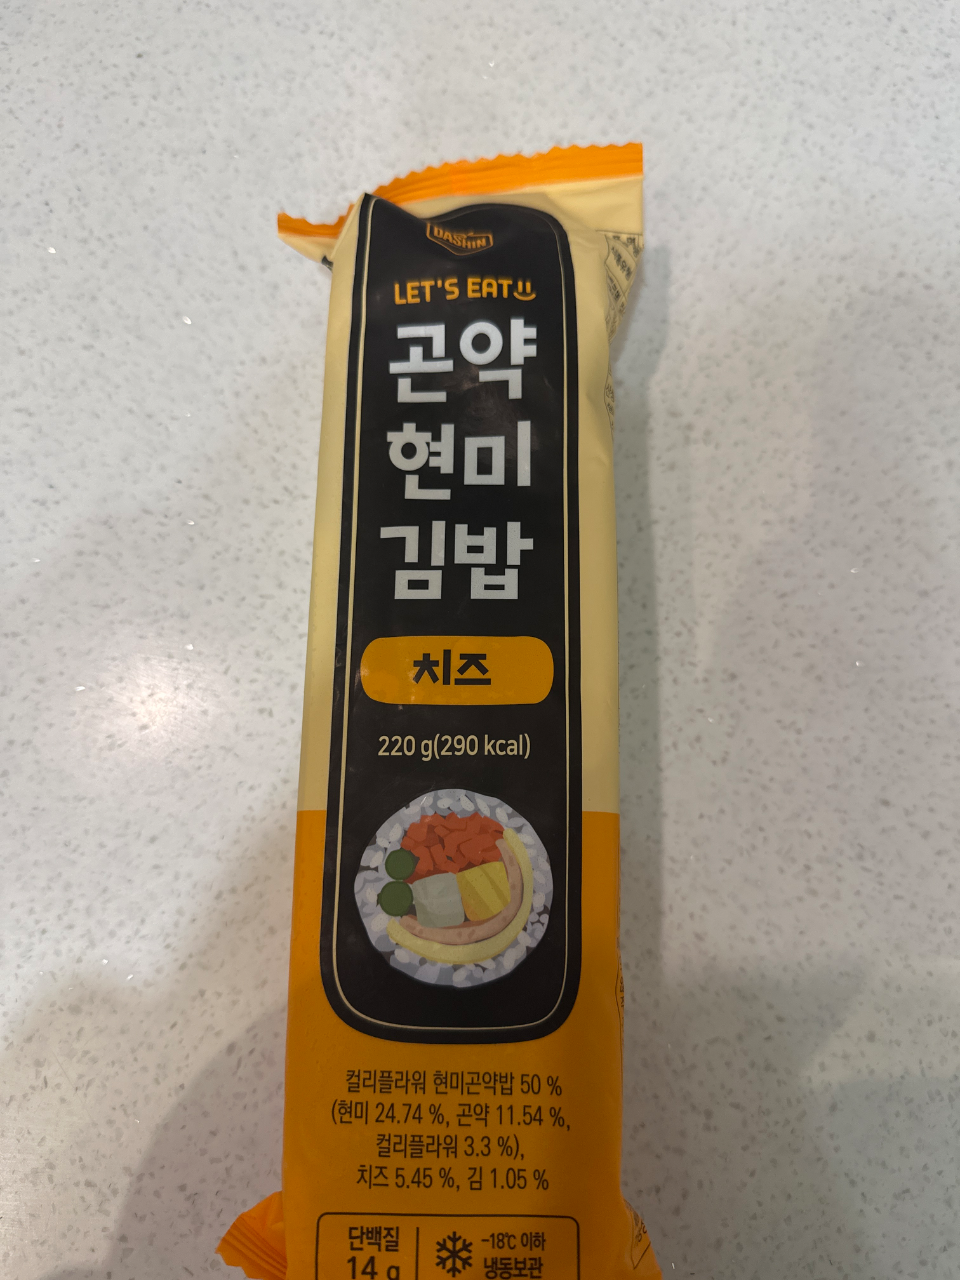 DASHIN
LET'S EAT
곤약
현미
김밥
치즈
220 g(290 kcal)
컬리플라워 현미곤약밥 50 %
(현미 24.74 %, 곤약 11.54 %,
컬리플라워 3.3 %),
치즈 5.45 %, 김 1.05 %
단백질
14 g
-18℃ 이하
냉동보관